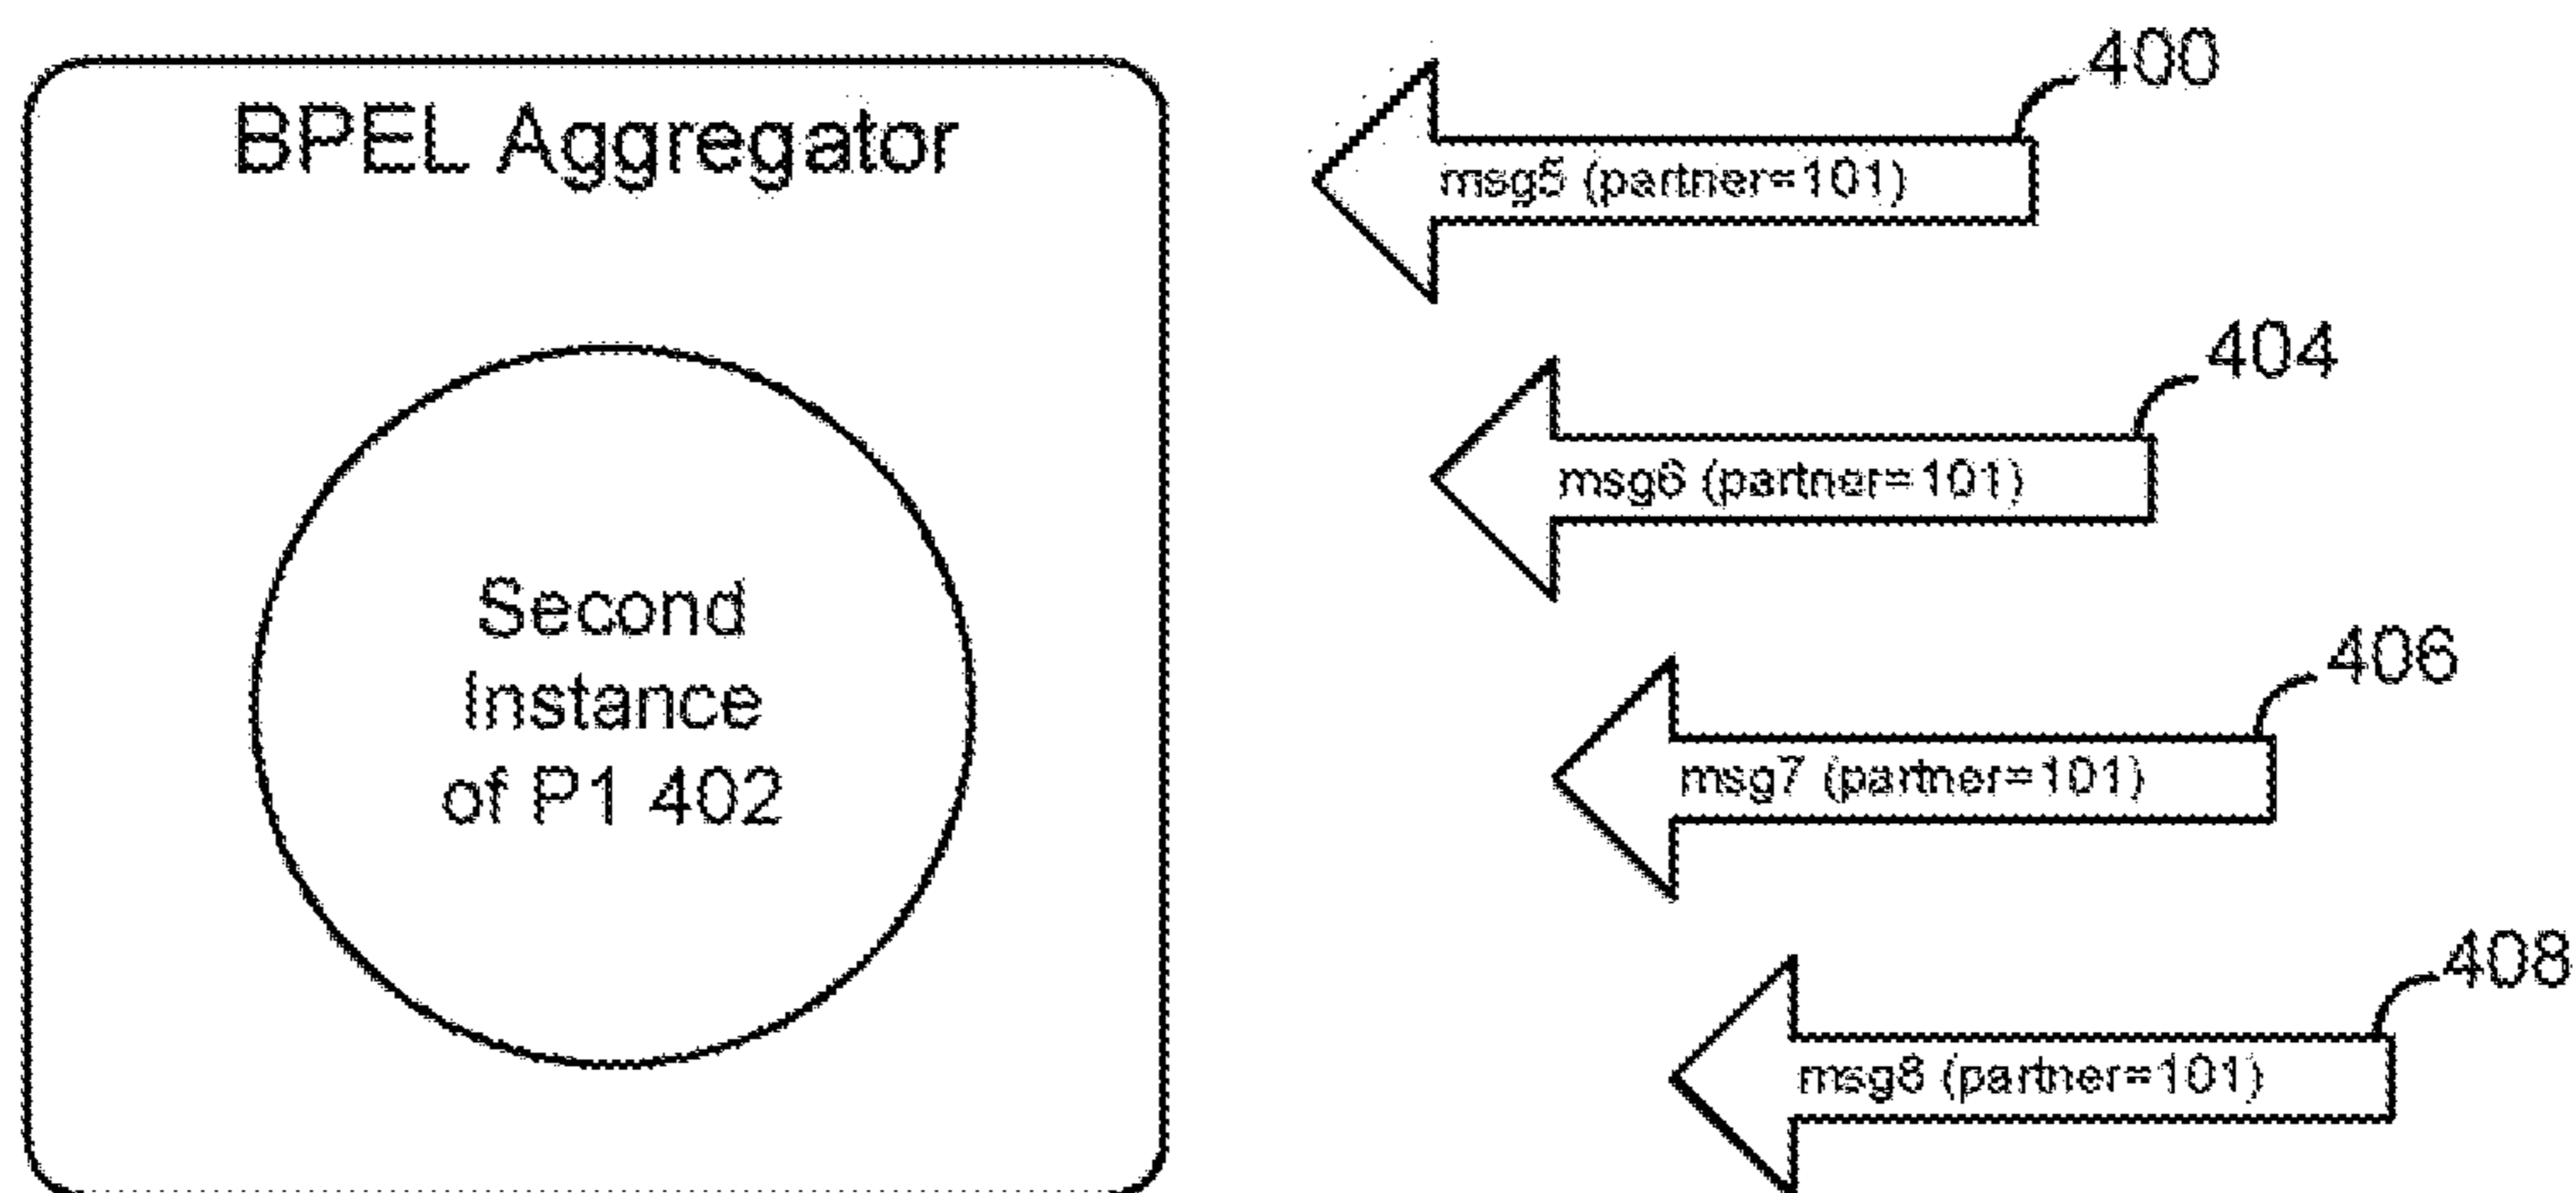 BPEL Aggregator
Second
Instance
of P1 402
400
msg5 (partner=101)
404
msg6 (partner=101)
406
msg7 (partner=101)
408
msg8 (partner=101)